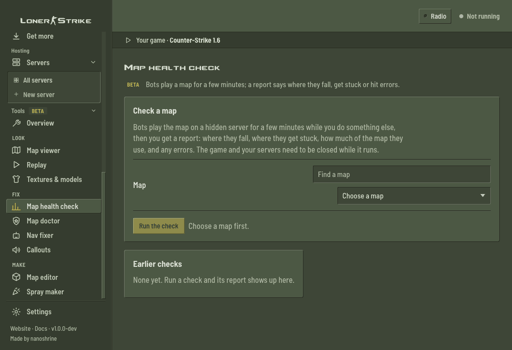 LONERSTRIKE
Get more
Hosting
Servers
All servers
New server
Tools BETA
Overview
LOOK
Map viewer
Replay
Textures & models
FIX
Map health check
Map doctor
Nav fixer
Callouts
MAKE
Map editor
Spray maker
Settings
Website · Docs · v1.0.0-dev
Made by nanoshrine
Radio
Not running
Your game · Counter-Strike 1.6
MAP HEALTH CHECK
BETA Bots play a map for a few minutes; a report says where they fall, get stuck or hit errors.
Check a map
Bots play the map on a hidden server for a few minutes while you do something else,
then you get a report: where they fall, where they get stuck, how much of the map they
use, and any errors. The game and your servers need to be closed while it runs.
Map
Find a map
Choose a map
Run the check Choose a map first.
Earlier checks
None yet. Run a check and its report shows up here.